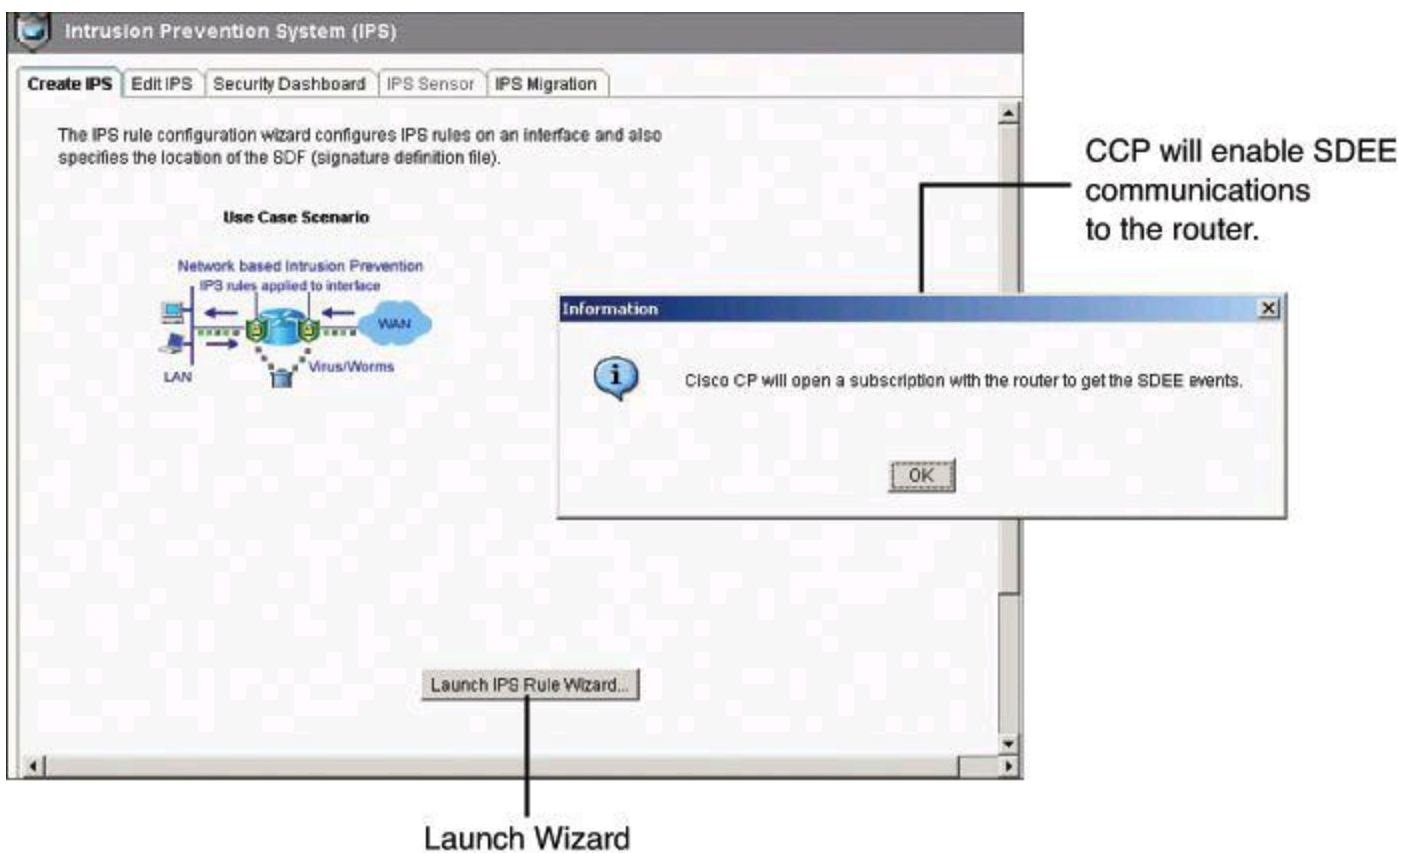 Intrusion Prevention System (IPS)
Create IPS Edit IPS Security Dashboard IPS Sensor IPS Migration
The IPS rule configuration wizard configures IPS rules on an interface and also
specifies the location of the SDF (signature definition file).
Use Case Scenario
Network based Intrusion Prevention
IPS rules applied to interface
WAN
LAN
Virus/Worms
CCP will enable SDEE
communications
to the router.
Information
Cisco CP will open a subscription with the router to get the SDEE events.
OK
Launch IPS Rule Wizard...
Launch Wizard